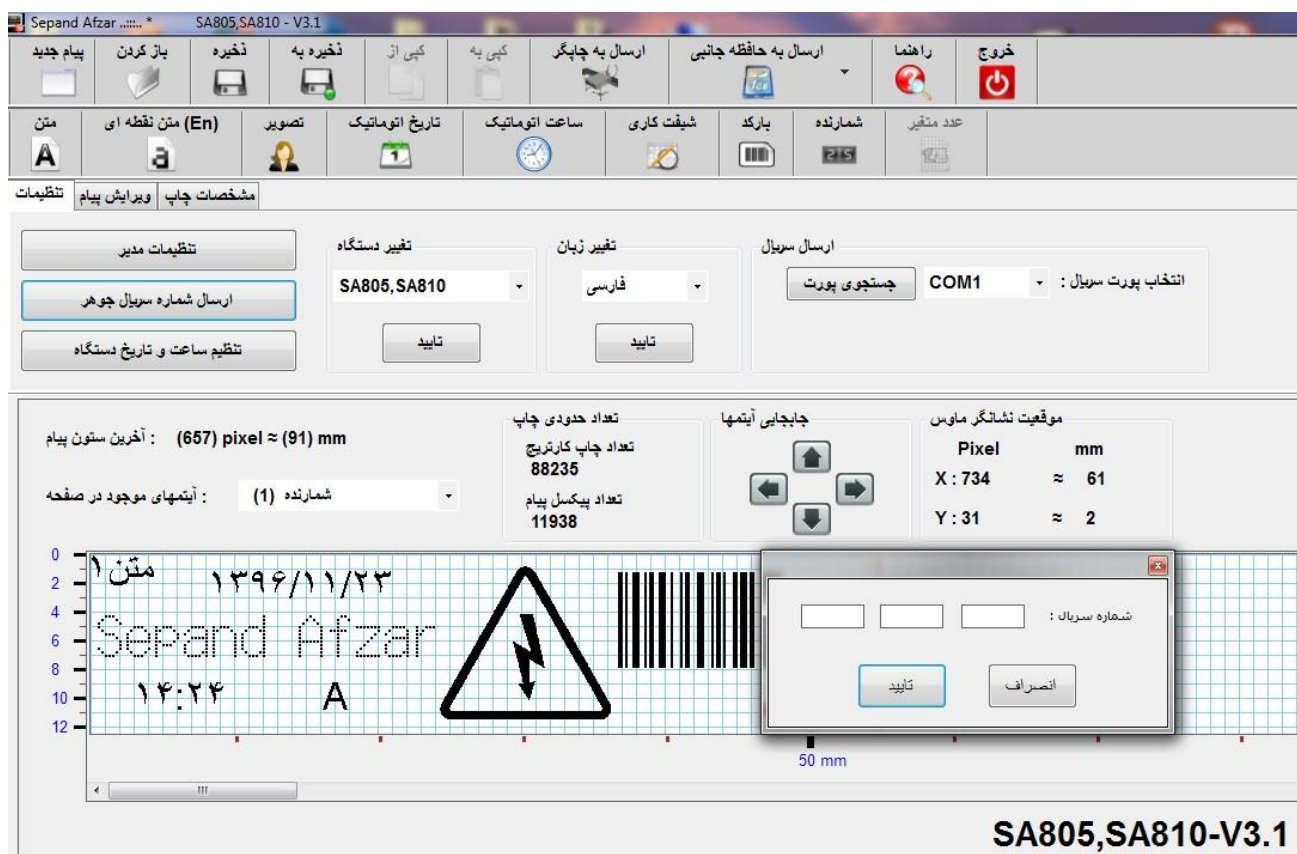 Sepand Afzar ..::::.. * SA805,SA810 - V3.1
پیام جدید باز کردن ذخیره ذخیره به کپی از کپی به ارسال به چاپگر ارسال به حافظه جانبی راهنما خروج
متن متن نقطه ای (En) تصویر تاریخ اتوماتیک ساعت اتوماتیک شیفت کاری بارکد شمارنده عدد متغیر
تنظیمات ویرایش پیام مشخصات چاپ
تنظیمات مدیر
ارسال شماره سریال جوهر
تنظیم ساعت و تاریخ دستگاه
تغییر دستگاه
SA805,SA810
تایید
تغییر زبان
فارسی
تایید
ارسال سریال
انتخاب پورت سریال : COM1 جستجوی پورت
آخرین ستون پیام : (657) pixel ≈ (91) mm
آیتمهای موجود در صفحه : شمارنده (1)
تعداد حدودی چاپ
تعداد چاپ کارتریج
88235
تعداد پیکسل پیام
11938
جابجایی آیتمها
موقعیت نشانگر ماوس
Pixel mm
X : 734 ≈ 61
Y : 31 ≈ 2
0
2
4
6
8
10
12
متن۱
۱۳۹۶/۱۱/۲۳
Sepand Afzar
۱۴:۲۴ A
شماره سریال :
تایید انصراف
50 mm
SA805,SA810-V3.1